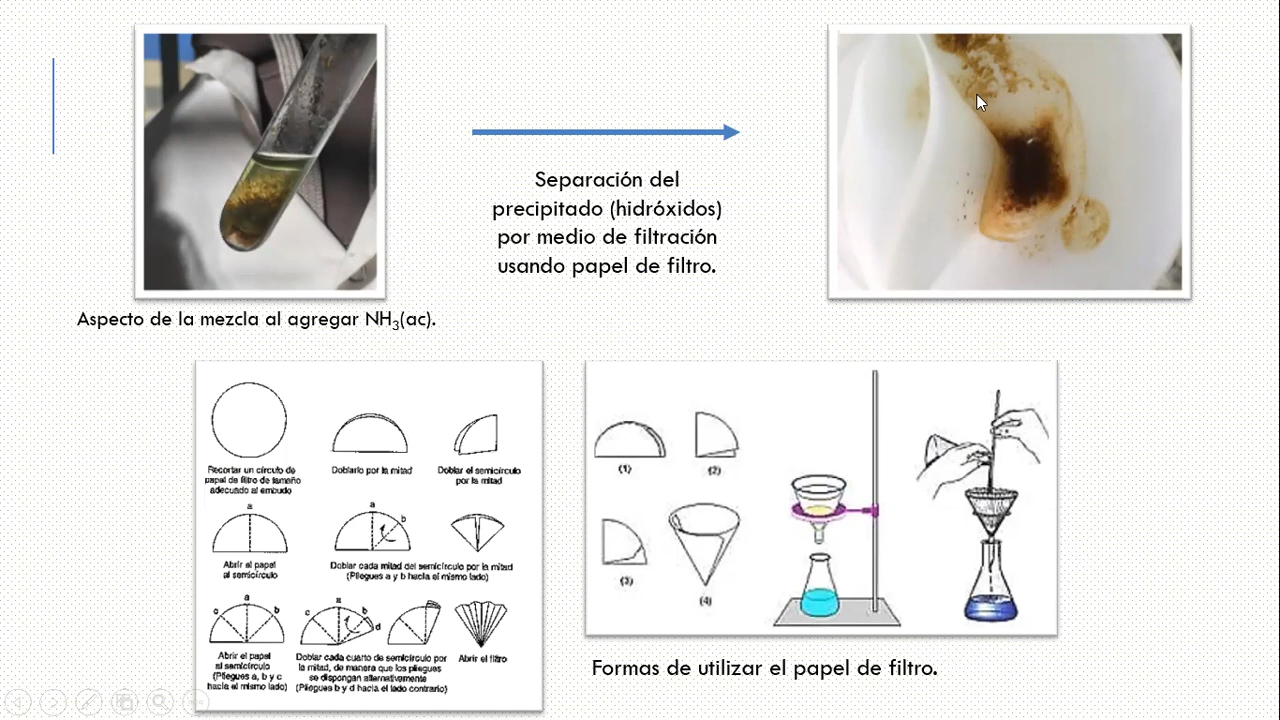 Separación del
precipitado (hidróxidos)
por medio de filtración
usando papel de filtro.
Aspecto de la mezcla al agregar NH₃(ac).
Recortar un círculo de
papel de filtro de tamaño
adecuado al embudo
Doblarlo por la mitad
Doblar el semicírculo
por la mitad
a
Abrir el papel
al semicírculo
a
b
Doblar cada mitad del semicírculo por la mitad
(Pliegues a y b hacia el mismo lado)
a
c
b
Abrir el papel
al semicírculo
(Pliegues a, b y c
hacia el mismo lado)
a
c
b
d
Doblar cada cuarto de semicírculo por
la mitad, de manera que los pliegues
se dispongan alternativamente
(Pliegues b y d hacia el lado contrario)
Abrir el filtro
(1)
(2)
(3)
(4)
Formas de utilizar el papel de filtro.